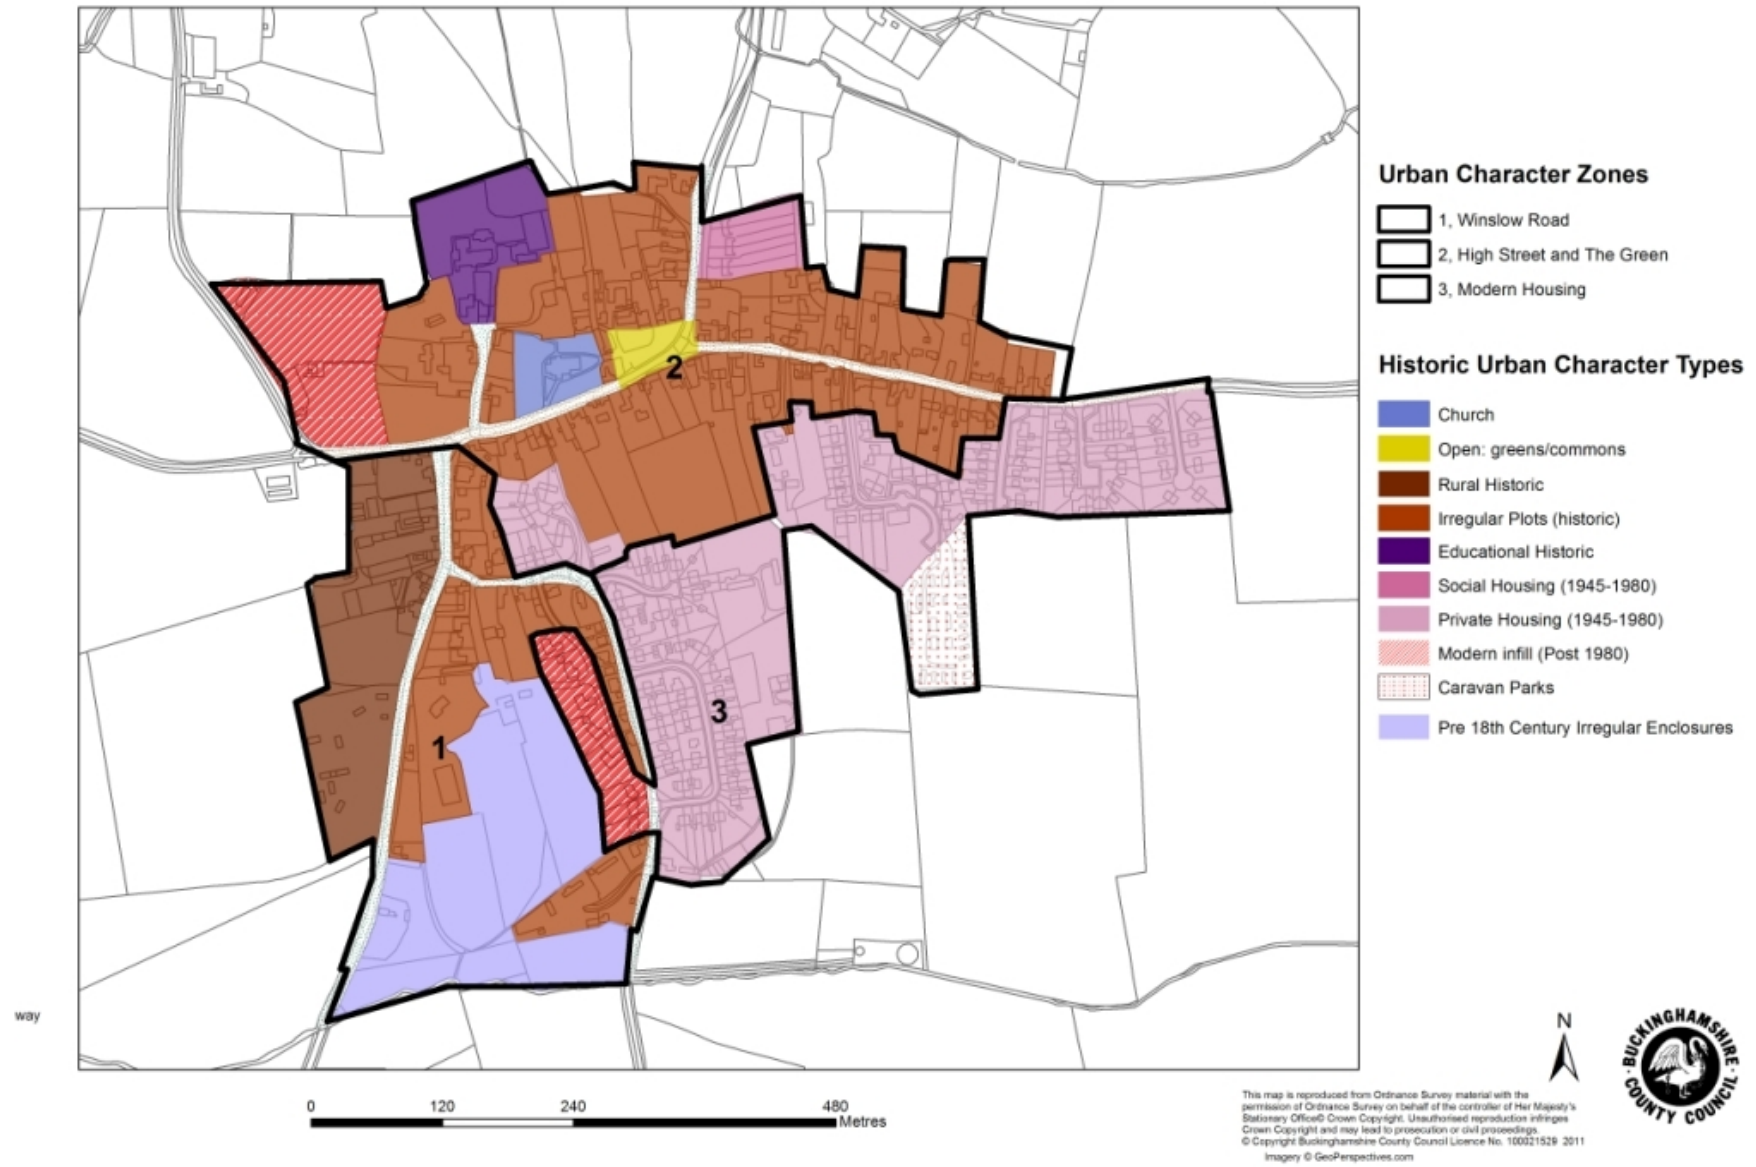 Urban Character Zones
1, Winslow Road
2, High Street and The Green
3, Modern Housing
Historic Urban Character Types
Church
Open: greens/commons
Rural Historic
Irregular Plots (historic)
Educational Historic
Social Housing (1945-1980)
Private Housing (1945-1980)
Modern infill (Post 1980)
Caravan Parks
Pre 18th Century Irregular Enclosures
2
3
1
way
0 120 240 480
Metres
N
BUCKINGHAMSHIRE
COUNTY COUNCIL
This map is reproduced from Ordnance Survey material with the
permission of Ordnance Survey on behalf of the controller of Her Majesty's
Stationary Office© Crown Copyright. Unauthorised reproduction infringes
Crown Copyright and may lead to prosecution or civil proceedings.
© Copyright Buckinghamshire County Council Licence No. 100021529 2011
Imagery © GeoPerspectives.com